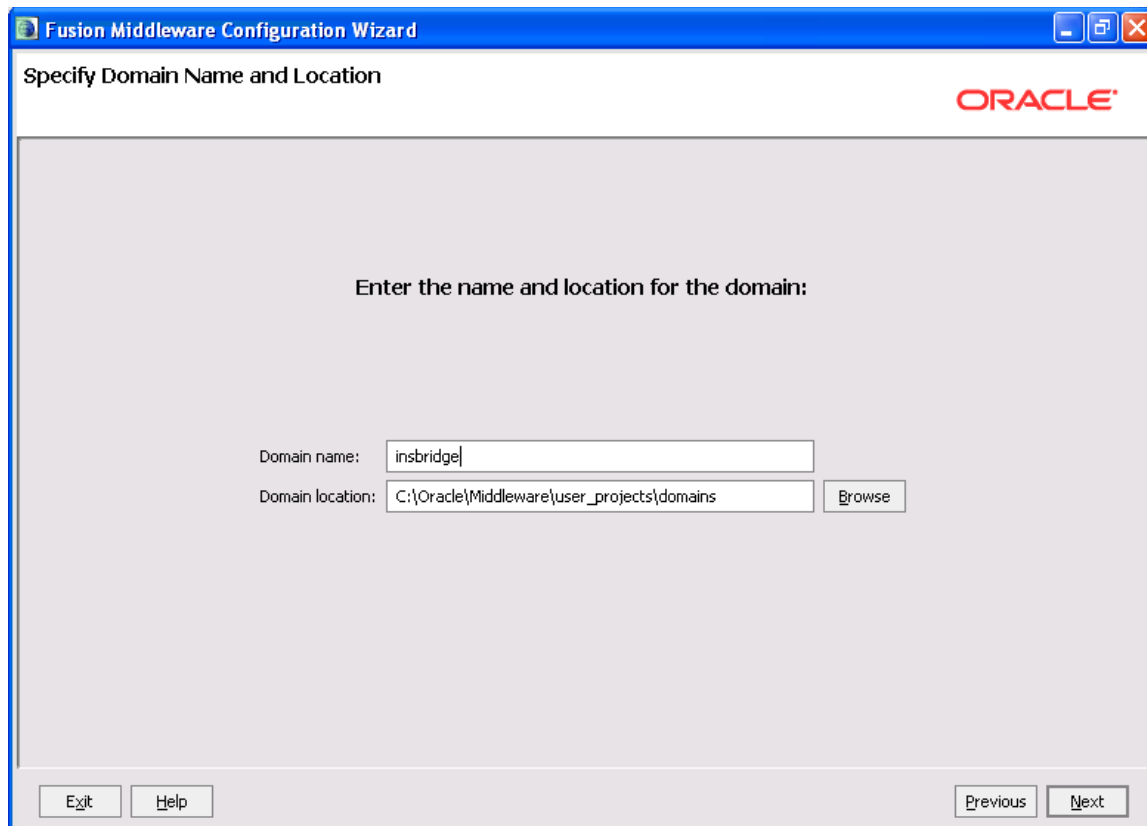 Fusion Middleware Configuration Wizard
Specify Domain Name and Location
ORACLE
Enter the name and location for the domain:
Domain name: insbridge
Domain location: C:\Oracle\Middleware\user_projects\domains Browse
Exit Help Previous Next